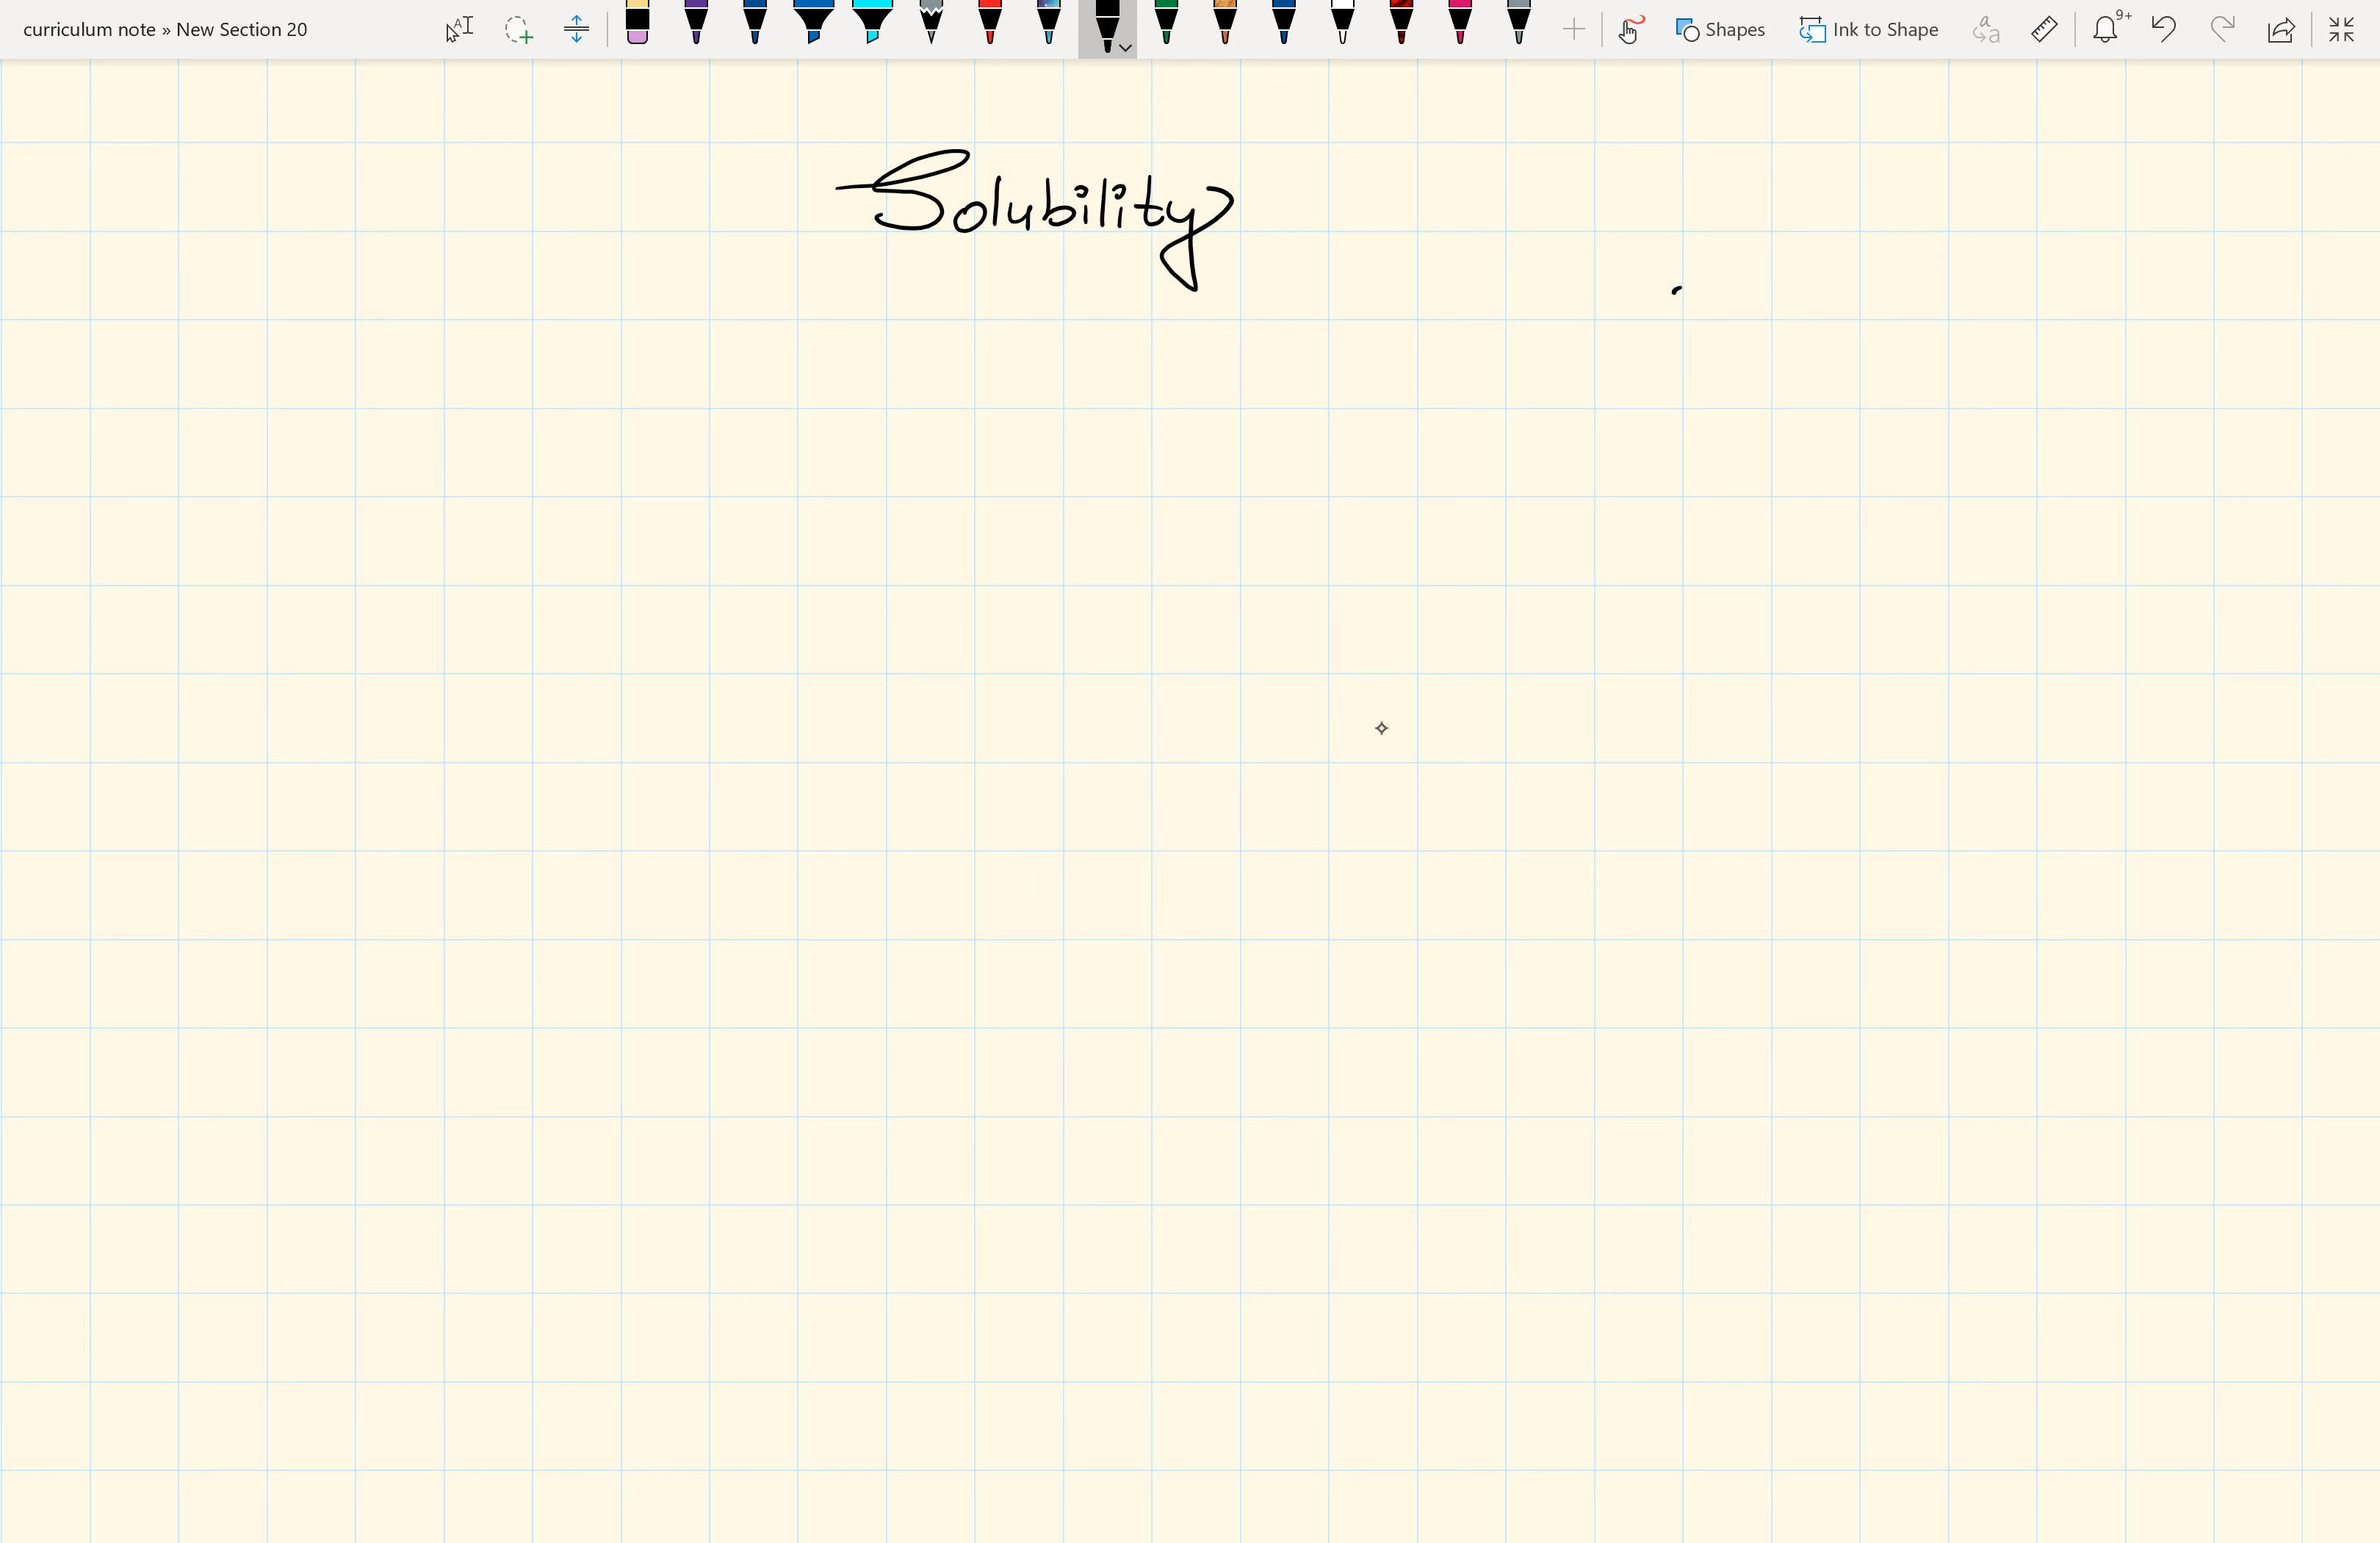 curriculum note » New Section 20
Shapes
Ink to Shape
9+
Solubility